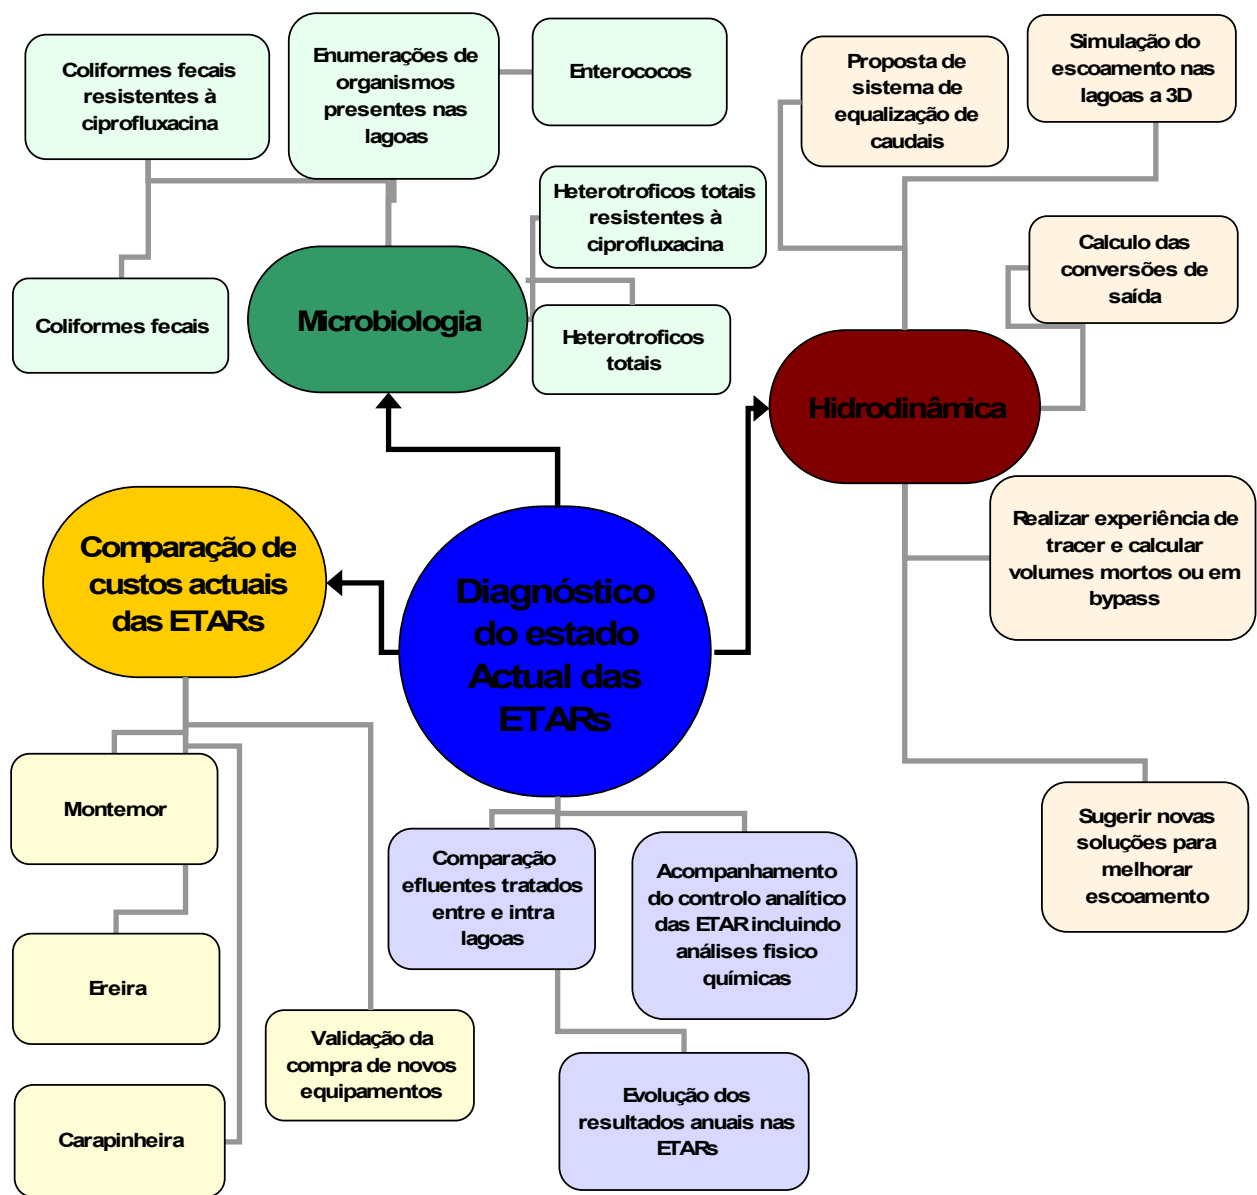 Coliformes fecais
resistentes à
ciprofluxacina
Enumerações de
organismos
presentes nas
lagoas
Enterococos
Proposta de
sistema de
equalização de
caudais
Simulação do
escoamento nas
lagoas a 3D
Heterotroficos totais
resistentes à
ciprofluxacina
Calculo das
conversões de
saída
Coliformes fecais
Microbiologia
Heterotroficos
totais
Hidrodinâmica
Realizar experiência de
tracer e calcular
volumes mortos ou em
bypass
Comparação de
custos actuais
das ETARs
Diagnóstico
do estado
Actual das
ETARs
Montemor
Comparação
efluentes tratados
entre e intra
lagoas
Acompanhamento
do controlo analítico
das ETAR incluindo
análises fisico
químicas
Sugerir novas
soluções para
melhorar
escoamento
Ereira
Validação da
compra de novos
equipamentos
Evolução dos
resultados anuais nas
ETARs
Carapinheira